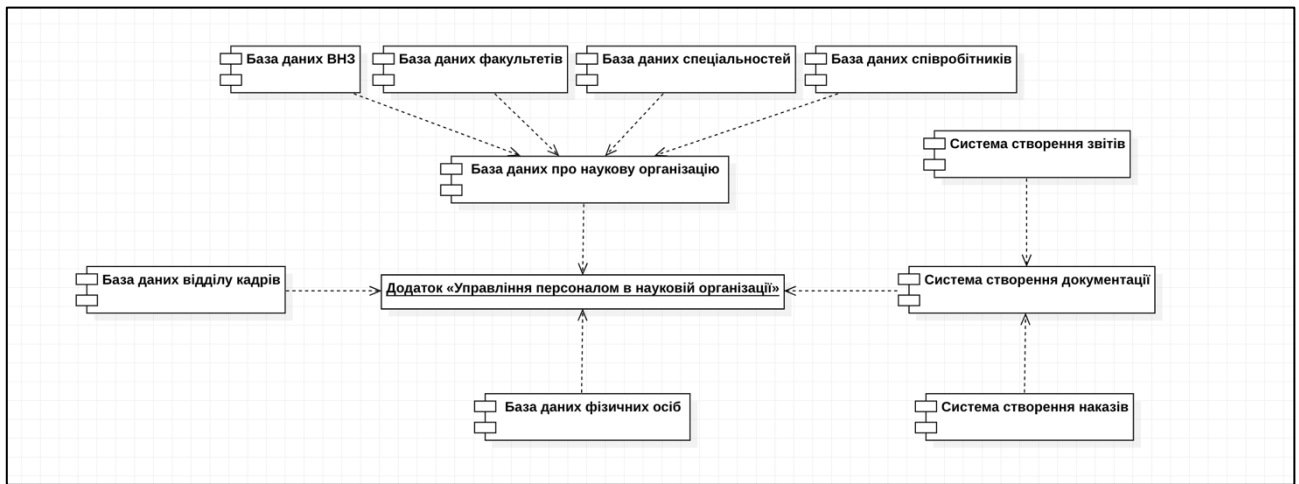 База даних ВНЗ
База даних факультетів
База даних спеціальностей
База даних співробітників
Система створення звітів
База даних про наукову організацію
База даних відділу кадрів
Додаток «Управління персоналом в науковій організації»
Система створення документації
База даних фізичних осіб
Система створення наказів